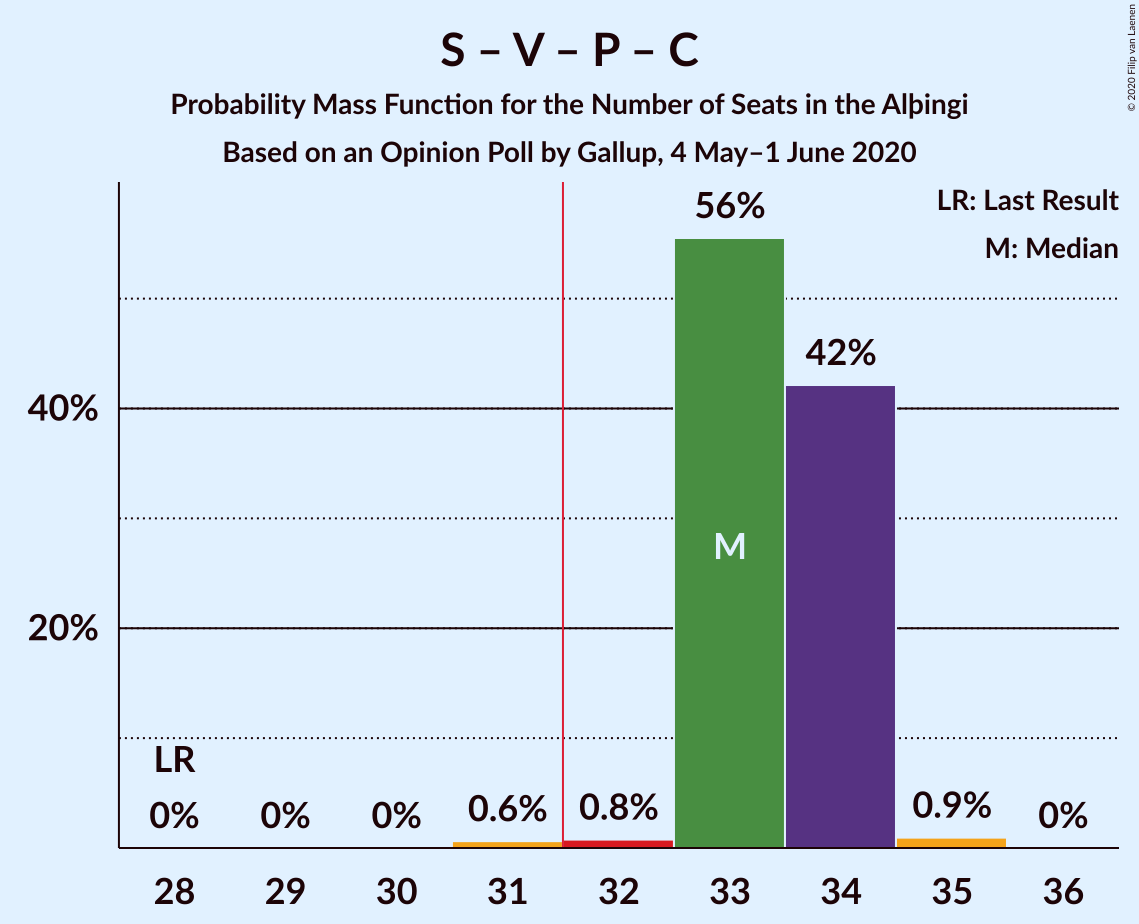 S – V – P – C
Probability Mass Function for the Number of Seats in the Alþingi
Based on an Opinion Poll by Gallup, 4 May–1 June 2020
© 2020 Filip van Laenen
LR: Last Result
M: Median
56%
42%
40%
M
20%
LR
0%
0%
0%
0.6%
0.8%
0.9%
0%
28
29
30
31
32
33
34
35
36